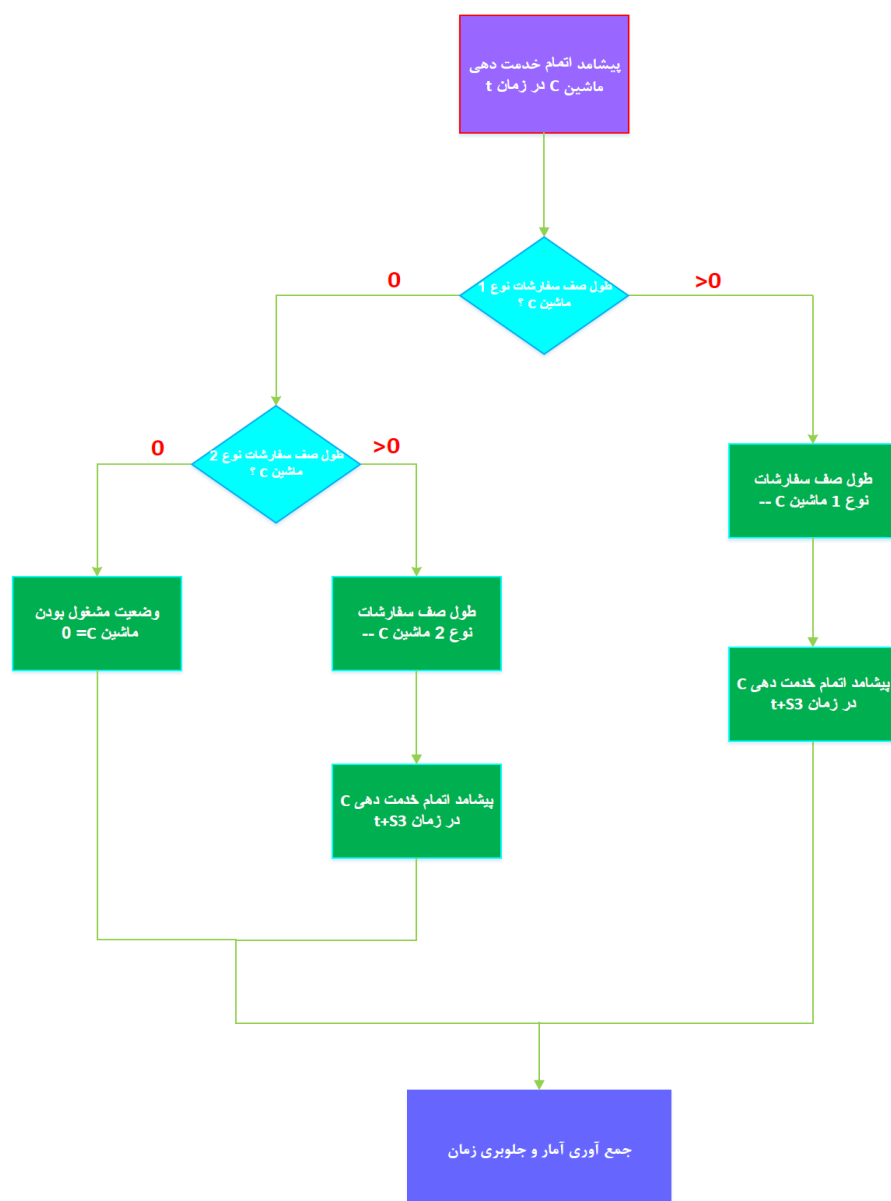 پیشامد اتمام خدمت دهی
ماشین C در زمان t
طول صف سفارشات نوع 1
ماشین C ؟
0
>0
طول صف سفارشات نوع 2
ماشین C ؟
0
>0
طول صف سفارشات
نوع 1 ماشین C --
وضعیت مشغول بودن
ماشین C= 0
طول صف سفارشات
نوع 2 ماشین C --
پیشامد اتمام خدمت دهی C
در زمان t+S3
پیشامد اتمام خدمت دهی C
در زمان t+S3
جمع آوری آمار و جلوبری زمان